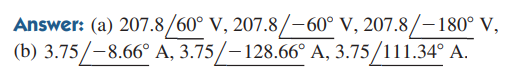 Answer: (a) 207.8/60° V, 207.8/−60° V, 207.8/−180° V,
(b) 3.75/−8.66° A, 3.75/−128.66° A, 3.75/111.34° A.